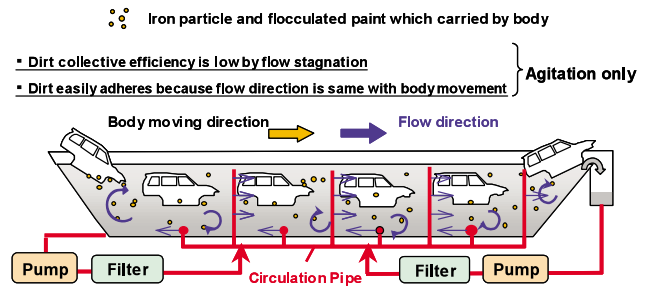 Iron particle and flocculated paint which carried by body
・Dirt collective efficiency is low by flow stagnation
・Dirt easily adheres because flow direction is same with body movement
Agitation only
Body moving direction
Flow direction
Pump
Filter
Circulation Pipe
Filter
Pump